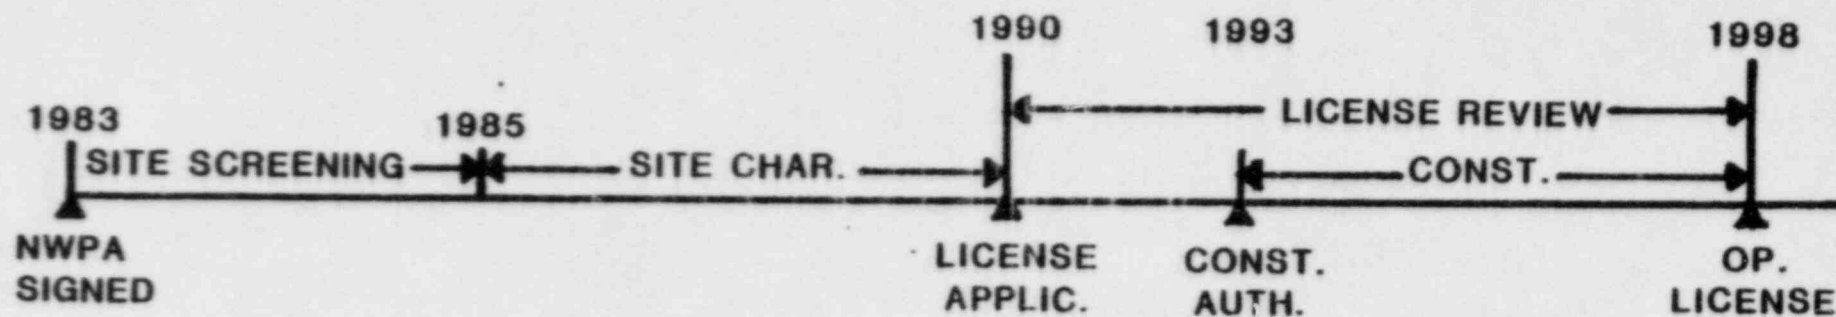 1990
1993
1998
1983
1985
LICENSE REVIEW
SITE SCREENING
SITE CHAR.
CONST.
NWPA
SIGNED
LICENSE
APPLIC.
CONST.
AUTH.
OP.
LICENSE